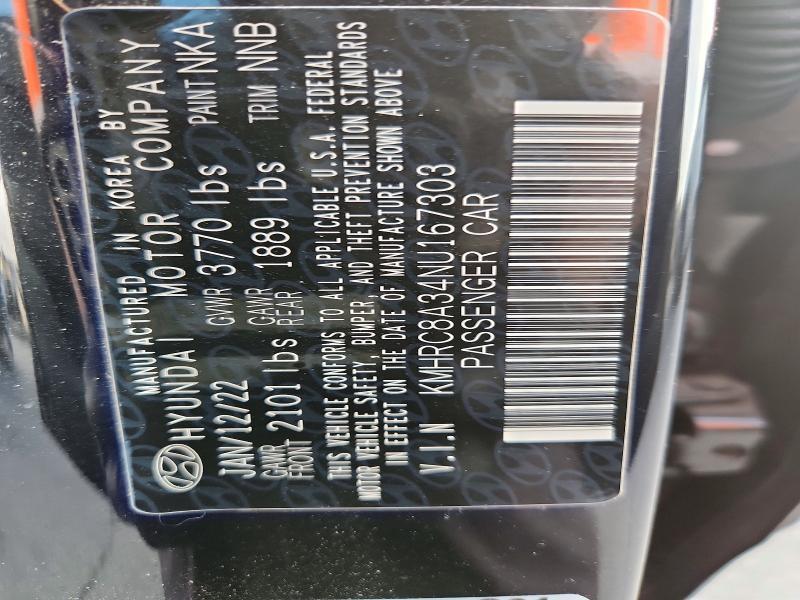 MANUFACTURED IN KOREA BY
HYUNDAI MOTOR COMPANY
JAN/12/22 GVWR 3770 lbs PAINT NKA
GAWR FRONT 2101 lbs GAWR REAR 1889 lbs TRIM NNB
THIS VEHICLE CONFORMS TO ALL APPLICABLE U.S.A. FEDERAL
MOTOR VEHICLE SAFETY, BUMPER, AND THEFT PREVENTION STANDARDS
IN EFFECT ON THE DATE OF MANUFACTURE SHOWN ABOVE
V.I.N KMHRC8A34NU167303
PASSENGER CAR